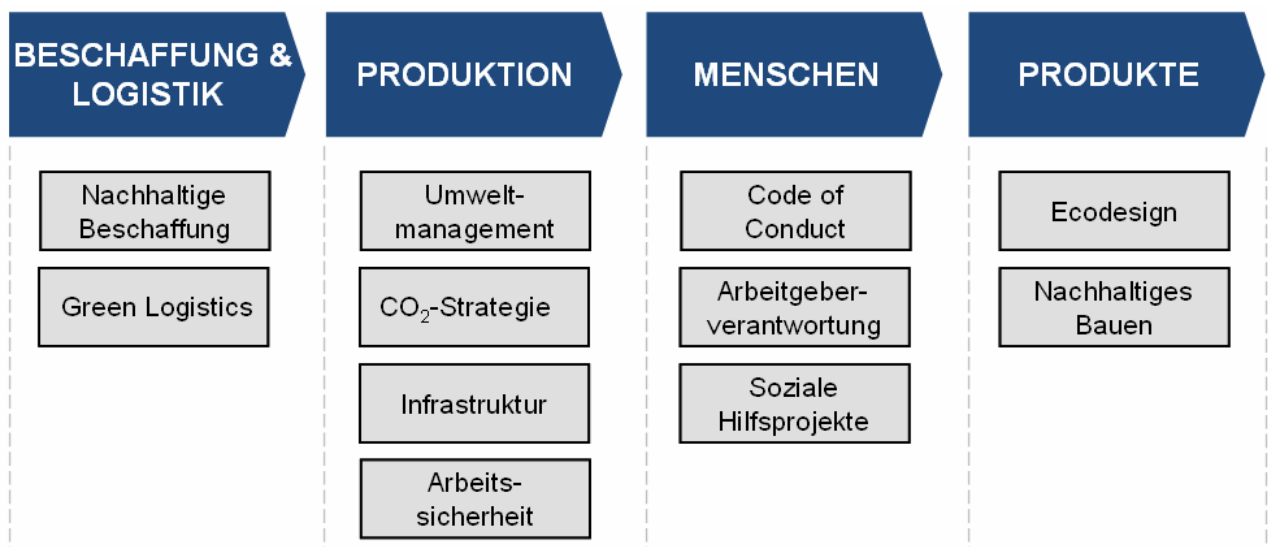 BESCHAFFUNG &
LOGISTIK
PRODUKTION
MENSCHEN
PRODUKTE
Nachhaltige
Beschaffung
Green Logistics
Umwelt-
management
CO₂-Strategie
Infrastruktur
Arbeits-
sicherheit
Code of
Conduct
Arbeitgeber-
verantwortung
Soziale
Hilfsprojekte
Ecodesign
Nachhaltiges
Bauen